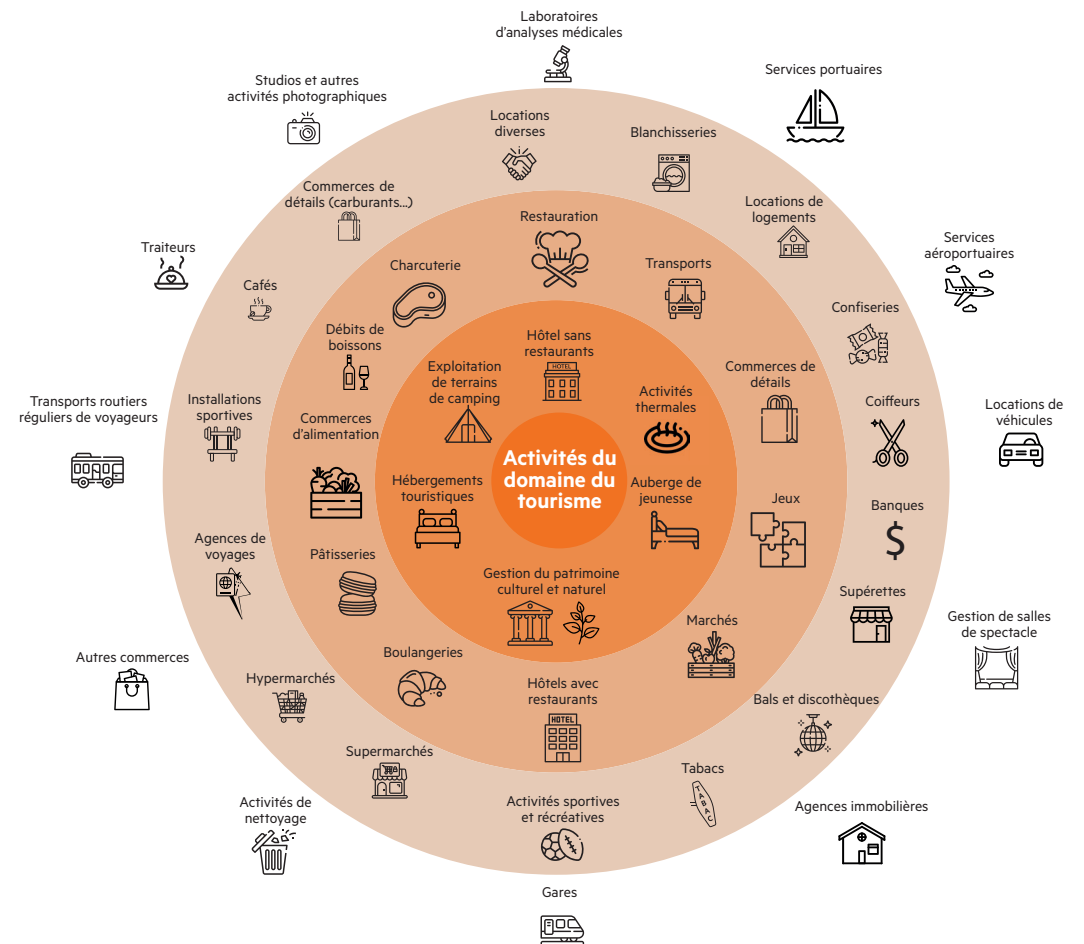 Laboratoires
d'analyses médicales
Services portuaires
Studios et autres
activités photographiques
Locations
diverses
Blanchisseries
Commerces de
détails (carburants...)
Locations de
logements
Restauration
Services
aéroportuaires
Traiteurs
Charcuterie
Transports
Cafés
Confiseries
Débits de
boissons
Hôtel sans
restaurants
HOTEL
Exploitation
de terrains
de camping
Commerces de
détails
Activités
thermales
Transports routiers
réguliers de voyageurs
Installations
sportives
Coiffeurs
Locations de
véhicules
Commerces
d'alimentation
Activités du
domaine du
tourisme
Hébergements
touristiques
Auberge de
jeunesse
Jeux
Banques
$
Agences de
voyages
Pâtisseries
Gestion du patrimoine
culturel et naturel
Supérettes
Marchés
Gestion de salles
de spectacle
Autres commerces
Boulangeries
Hypermarchés
Hôtels avec
restaurants
HOTEL
Bals et discothèques
Supermarchés
Tabacs
TABAC
Activités de
nettoyage
Activités sportives
et récréatives
Agences immobilières
Gares